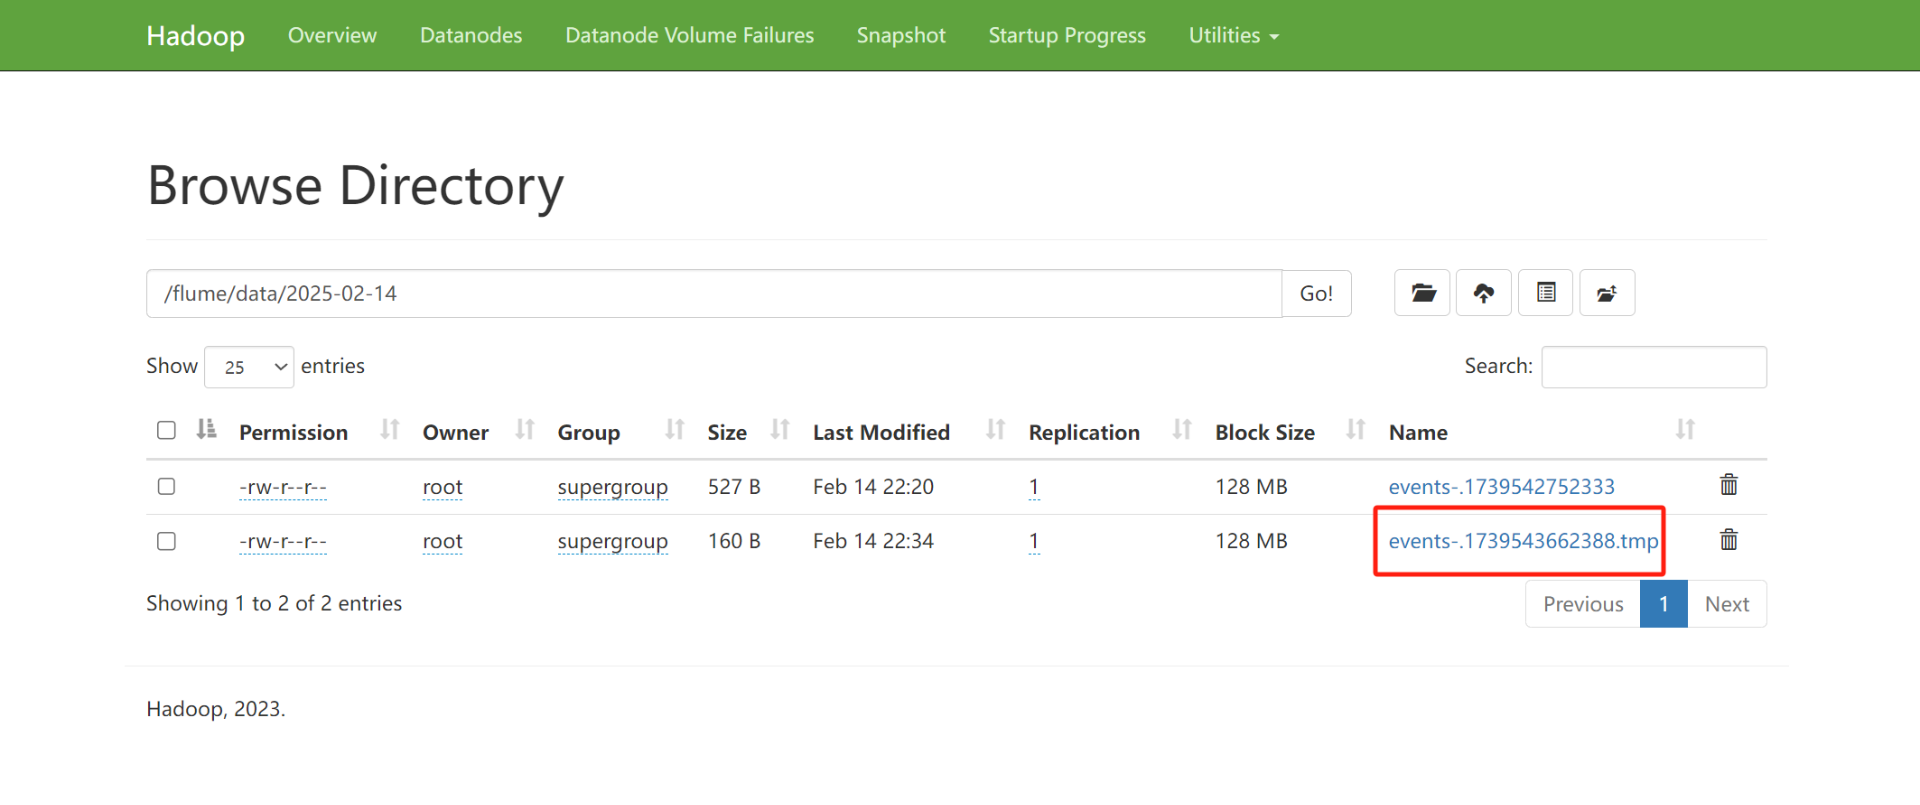 Hadoop Overview Datanodes Datanode Volume Failures Snapshot Startup Progress Utilities
Browse Directory
/flume/data/2025-02-14 Go!
Show 25 entries Search:
Permission Owner Group Size Last Modified Replication Block Size Name
-rw-r--r-- root supergroup 527 B Feb 14 22:20 1 128 MB events-.1739542752333
-rw-r--r-- root supergroup 160 B Feb 14 22:34 1 128 MB events-.1739543662388.tmp
Showing 1 to 2 of 2 entries Previous 1 Next
Hadoop, 2023.